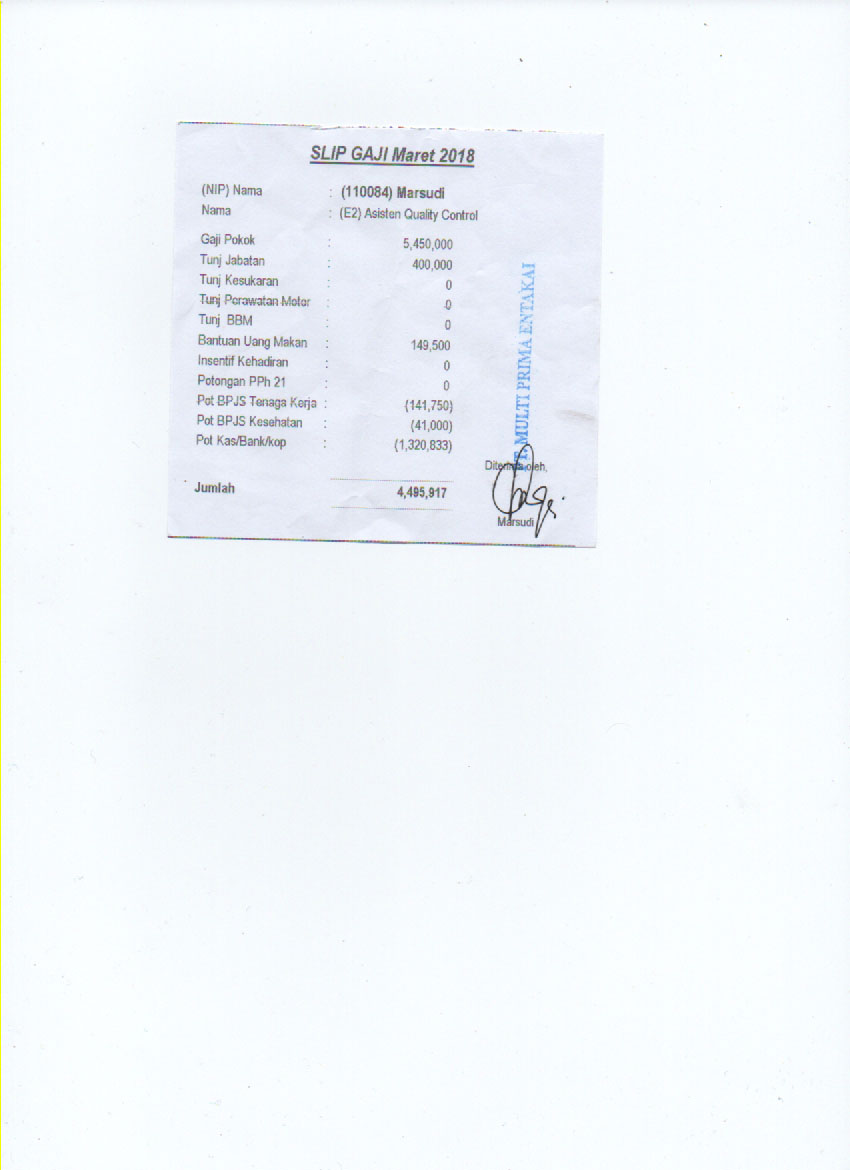 SLIP GAJI Maret 2018
(NIP) Nama : (110084) Marsudi
Nama : (E2) Asisten Quality Control
Gaji Pokok : 5,450,000
Tunj Jabatan : 400,000
Tunj Kesukaran : 0
Tunj Perawatan Motor : 0
Tunj BBM : 0
Bantuan Uang Makan : 149,500
Insentif Kehadiran : 0
Potongan PPh 21 : 0
Pot BPJS Tenaga Kerja : (141,750)
Pot BPJS Kesehatan : (41,000)
Pot Kas/Bank/kop : (1,320,833)
Jumlah 4,495,917
T. MULTI PRIMA ENTAKAI
Diterima oleh,
Marsudi